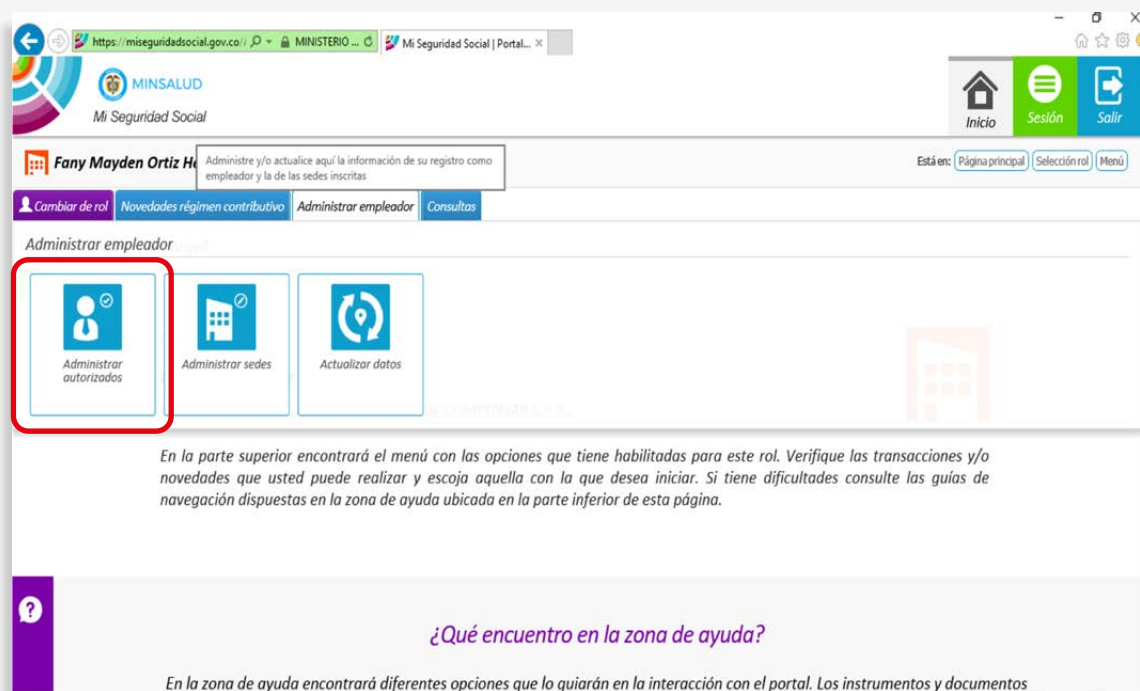 https://miseguridadsocial.gov.co//
MINISTERIO ...
Mi Seguridad Social | Portal...
MINSALUD
Mi Seguridad Social
Inicio
Sesión
Salir
Fany Mayden Ortiz
Administre y/o actualice aquí la información de su registro como
empleador y la de las sedes inscritas
Está en: Página principal Selección rol Menú
Cambiar de rol Novedades régimen contributivo Administrar empleador Consultas
Administrar empleador
Administrar
autorizados
Administrar sedes
Actualizar datos
En la parte superior encontrará el menú con las opciones que tiene habilitadas para este rol. Verifique las transacciones y/o
novedades que usted puede realizar y escoja aquella con la que desea iniciar. Si tiene dificultades consulte las guías de
navegación dispuestas en la zona de ayuda ubicada en la parte inferior de esta página.
?
¿Qué encuentro en la zona de ayuda?
En la zona de ayuda encontrará diferentes opciones que lo guiarán en la interacción con el portal. Los instrumentos y documentos